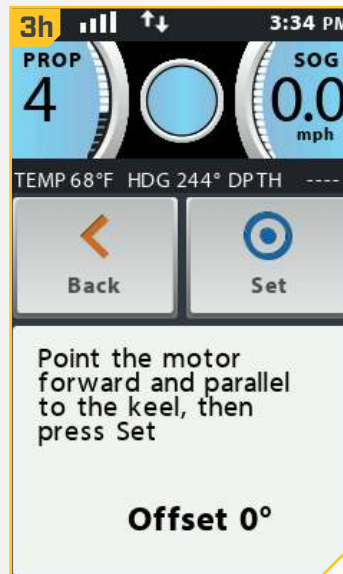 3h 3:34 PM
PROP SOG
4 0.0
mph
TEMP 68°F HDG 244° DPTH ----
Back Set
Point the motor
forward and parallel
to the keel, then
press Set
Offset 0°